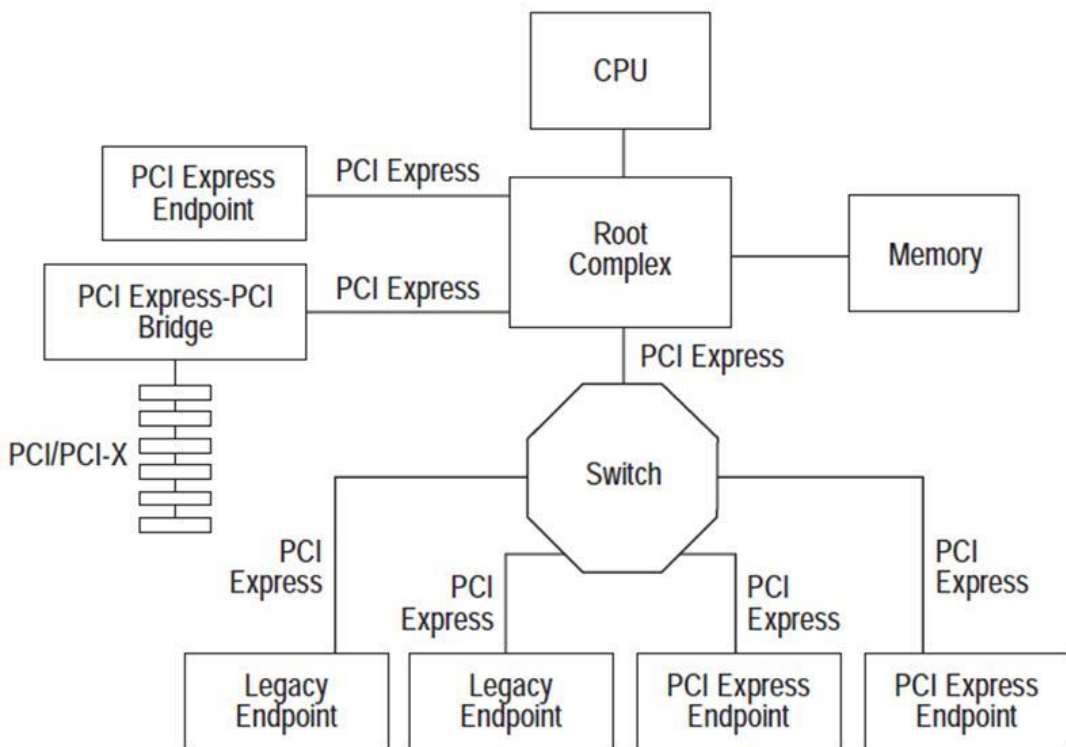 CPU
PCI Express
Endpoint
PCI Express
Root
Complex
Memory
PCI Express-PCI
Bridge
PCI Express
PCI Express
PCI/PCI-X
Switch
PCI
Express
PCI
Express
PCI
Express
PCI
Express
Legacy
Endpoint
Legacy
Endpoint
PCI Express
Endpoint
PCI Express
Endpoint